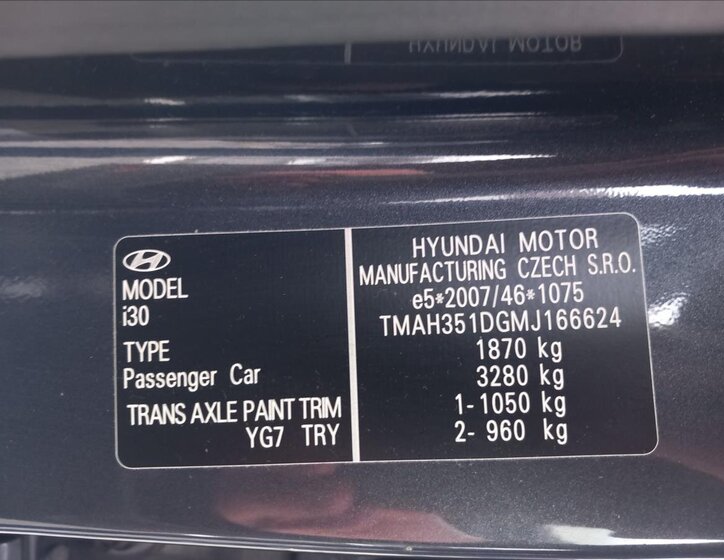 HYUNDAI MOTOR
MODEL
i30
TYPE
Passenger Car
TRANS AXLE PAINT TRIM
YG7 TRY
HYUNDAI MOTOR
MANUFACTURING CZECH S.R.O.
e5*2007/46*1075
TMAH351DGMJ166624
1870 kg
3280 kg
1- 1050 kg
2- 960 kg